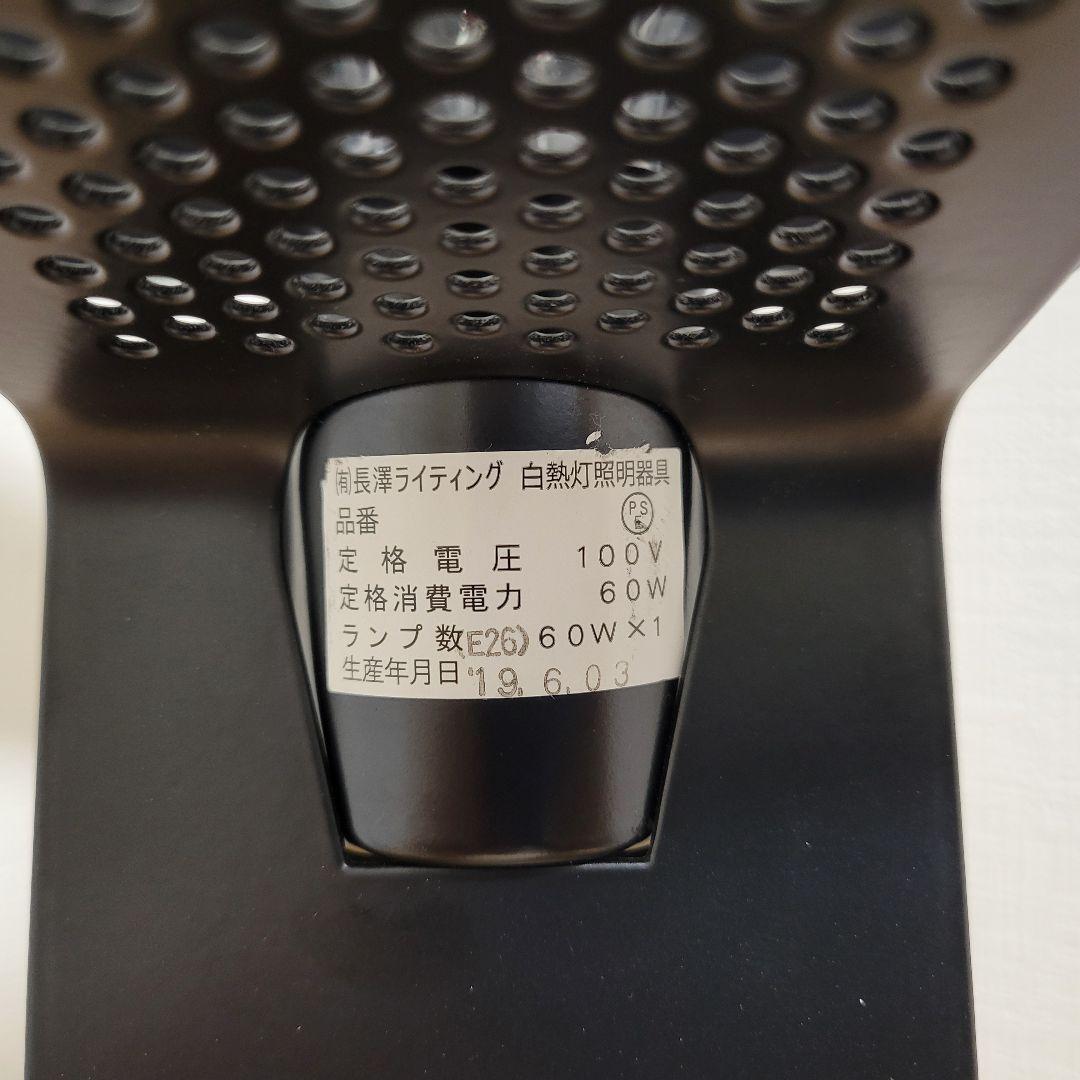 ㈲長澤ライティング 白熱灯照明器具
品番 PSE
定格電圧 100V
定格消費電力 60W
ランプ数(E26)60W×1
生産年月日'19.6.03